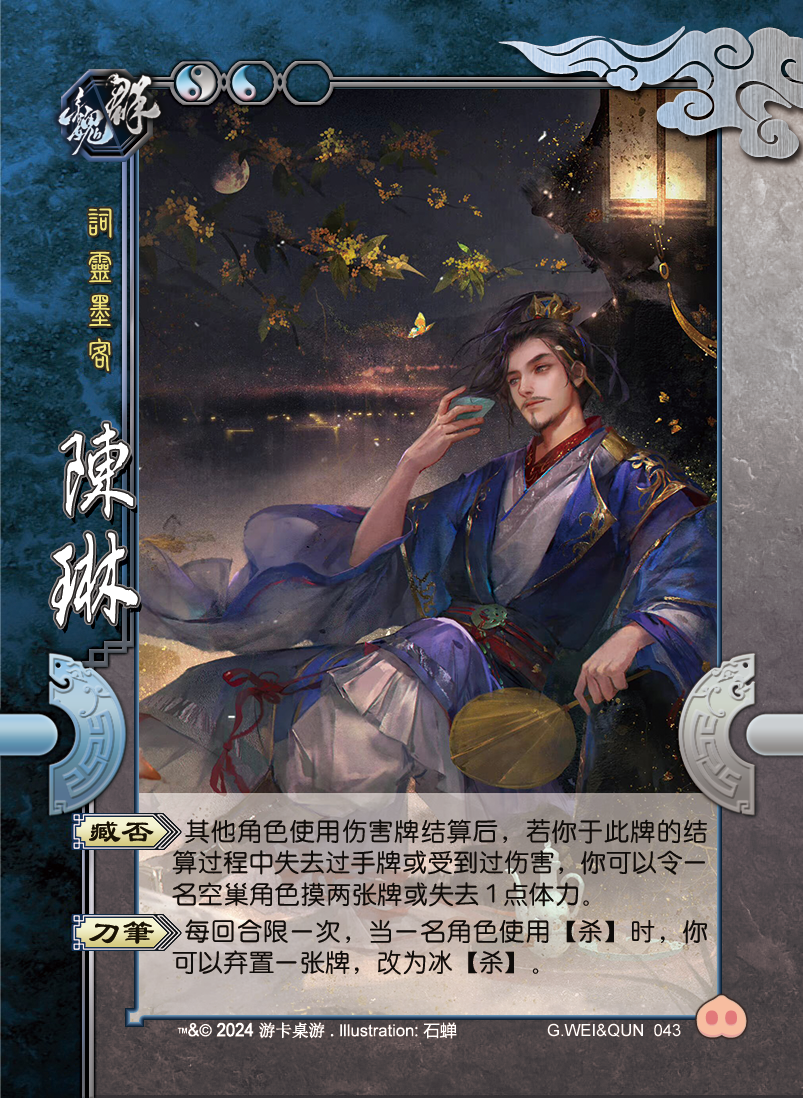 魏 群
詞靈墨客
陳琳
臧否 其他角色使用伤害牌结算后，若你于此牌的结
算过程中失去过手牌或受到过伤害，你可以令一
名空巢角色摸两张牌或失去1点体力。
刀筆 每回合限一次，当一名角色使用【杀】时，你
可以弃置一张牌，改为冰【杀】。
™&© 2024 游卡桌游 . Illustration: 石蝉
G.WEI&QUN 043